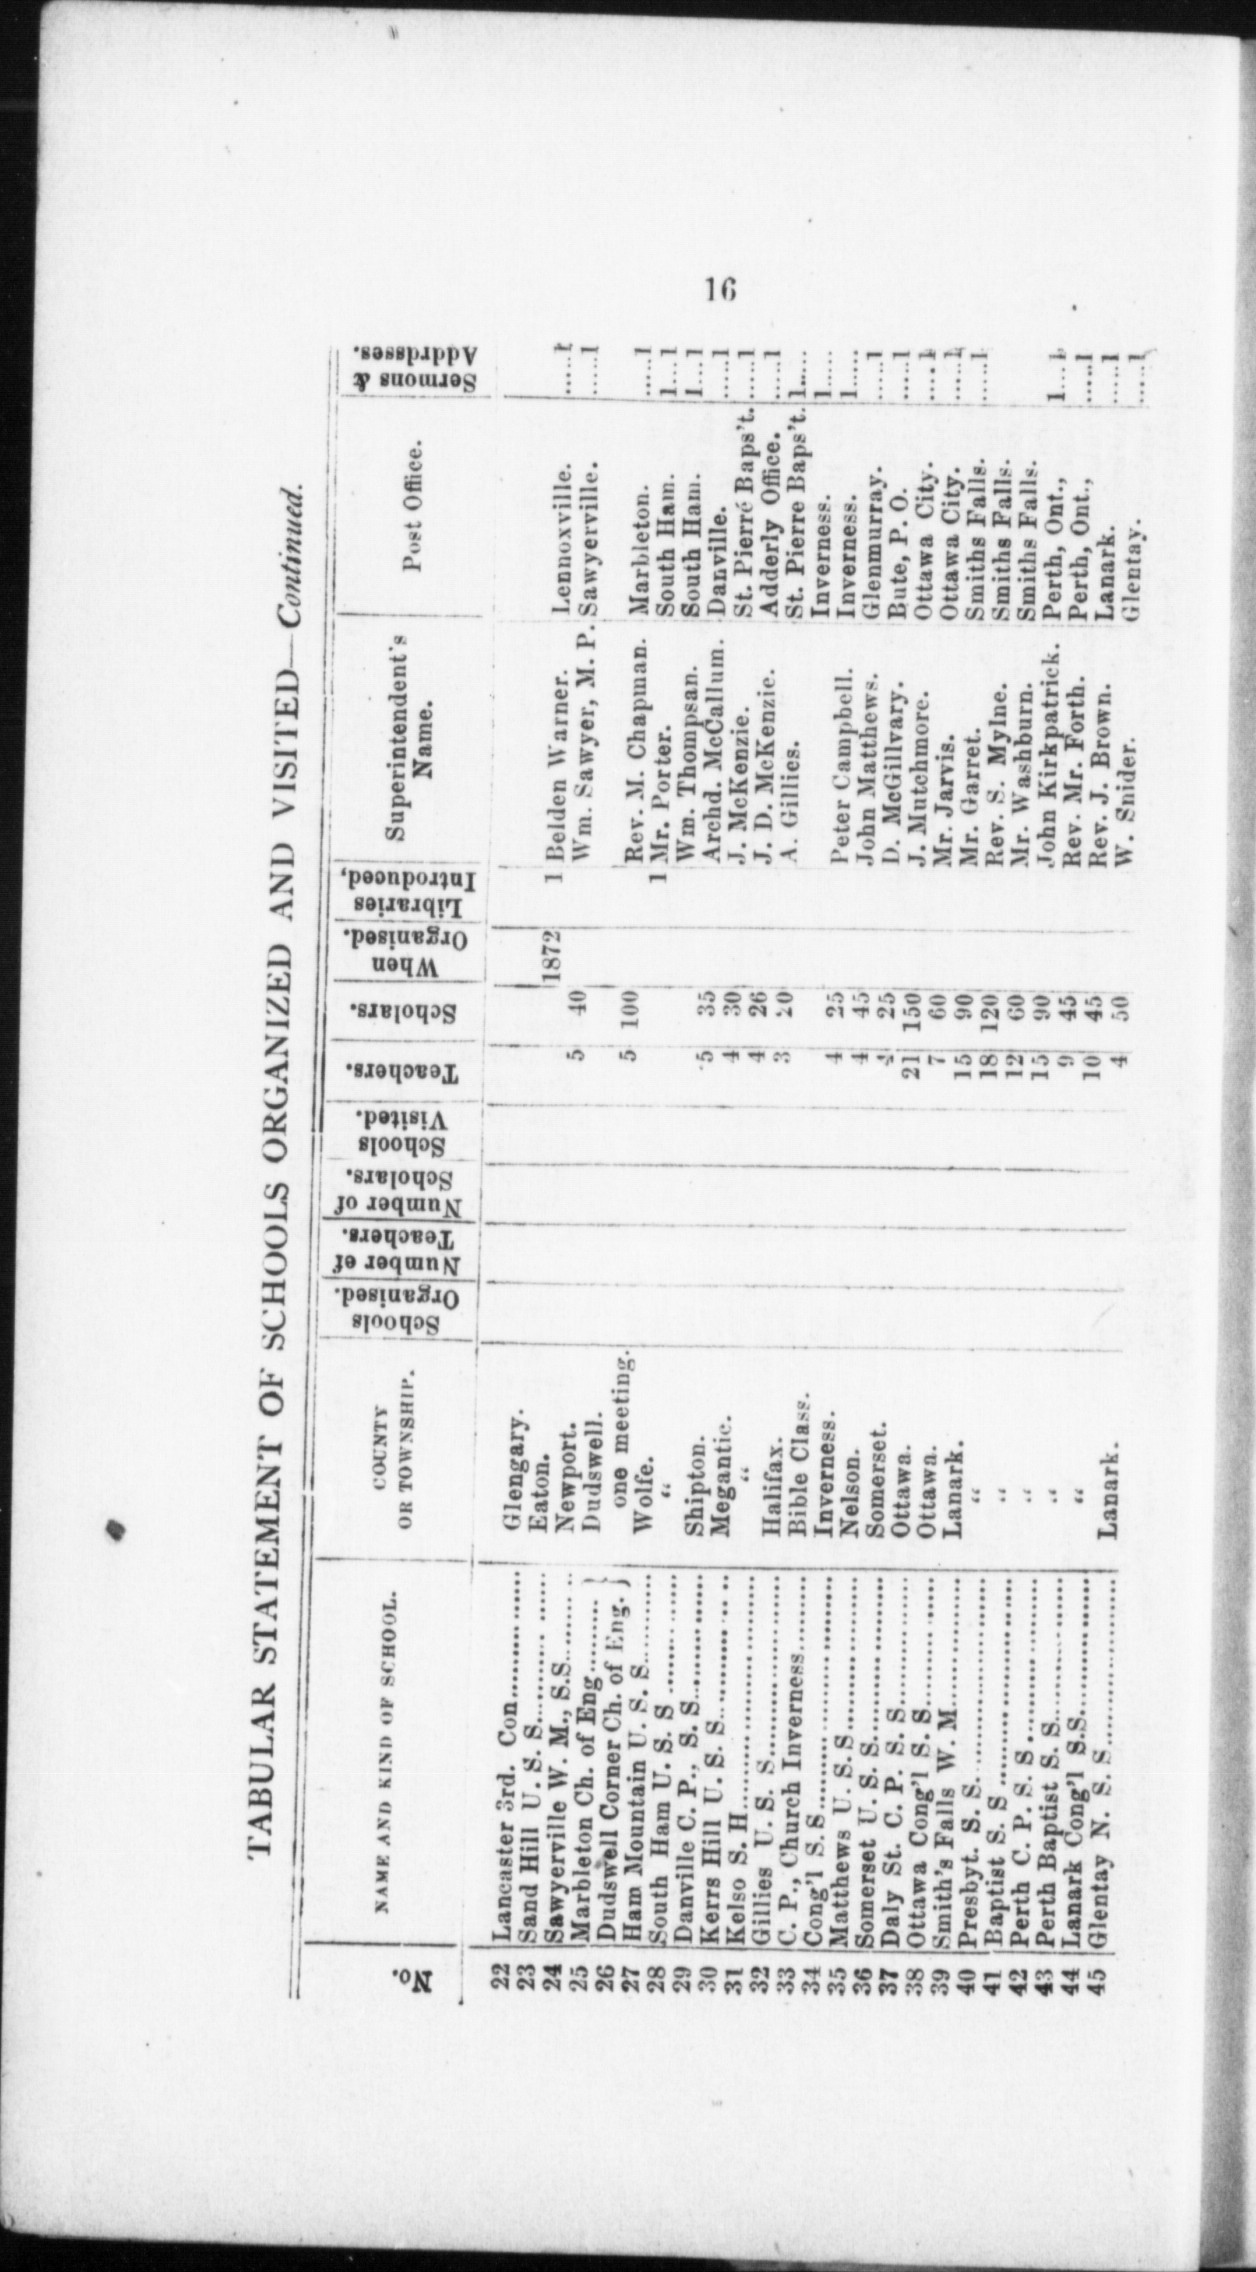 16
TABULAR STATEMENT OF SCHOOLS ORGANIZED AND VISITED—Continued.
No. NAME AND KIND OF SCHOOL. COUNTY OR TOWNSHIP. Schools Organised. Number ef Teachers. Number of Scholars. Schools Visited. Teachers. Scholars. When Organised. Libraries Introduced, Superintendent's Name. Post Office. Sermons & Addrdsses.
22 Lancaster 3rd. Con............... Glengary.
23 Sand Hill U. S. S............... Eaton. 1872 1 Belden Warner. Lennoxville. .....1
24 Sawyerville W. M., S.S.......... Newport. 5 40 Wm. Sawyer, M. P. Sawyerville. .....1
25 Marbleton Ch. of Eng......... } Dudswell.
26 Dudswell Corner Ch. of Eng. } one meeting. 5 100 Rev. M. Chapman. Marbleton. .....1
27 Ham Mountain U. S. S.......... Wolfe. 1 Mr. Porter. South Ham. 1....1
28 South Ham U. S. S ............ " Wm. Thompsan. South Ham. 1....1
29 Danville C. P., S. S............ Shipton. 5 35 Archd. McCallum. Danville. .....1
30 Kerrs Hill U. S. S............ Megantic. 4 30 J. McKenzie. St. Pierré Baps't. .....1
31 Kelso S. H..................... " 4 26 J. D. McKenzie. Adderly Office. .....1
32 Gillies U. S. S................ Halifax. 3 20 A. Gillies. St. Pierre Baps't. 1.....
33 C. P., Church Inverness......... Bible Class. Inverness. 1.....
34 Cong'l S. S..................... Inverness. 4 25 Peter Campbell. Inverness. 1.....
35 Matthews U. S. S............... Nelson. 4 45 John Matthews. Glenmurray. .....1
36 Somerset U. S. S............... Somerset. 4 25 D. McGillvary. Bute, P. O. .....1
37 Daly St. C. P. S. S............ Ottawa. 21 150 J. Mutchmore. Ottawa City. .....1
38 Ottawa Cong'l S. S............ Ottawa. 7 60 Mr. Jarvis. Ottawa City. .....1
39 Smith's Falls W. M............ Lanark. 15 90 Mr. Garret. Smiths Falls. .....1
40 Presbyt. S. S.................. " 18 120 Rev. S. Mylne. Smiths Falls.
41 Baptist S. S .................. " 12 60 Mr. Washburn. Smiths Falls.
42 Perth C. P. S. S ............... " 15 90 John Kirkpatrick. Perth, Ont., 1...1
43 Perth Baptist S. S............ " 9 45 Rev. Mr. Forth. Perth, Ont., .....1
44 Lanark Cong'l S.S............ " 10 45 Rev. J. Brown. Lanark. .....1
45 Glentay N. S. S ............... Lanark. 4 50 W. Snider. Glentay. .....1